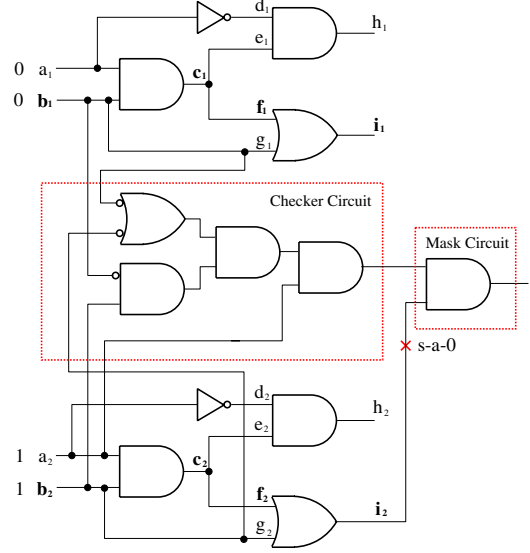 d₁
h₁
e₁
0 a₁
c₁
0 b₁
f₁
g₁
i₁
Checker Circuit
Mask Circuit
s-a-0
d₂
h₂
e₂
1 a₂
c₂
1 b₂
f₂
i₂
g₂